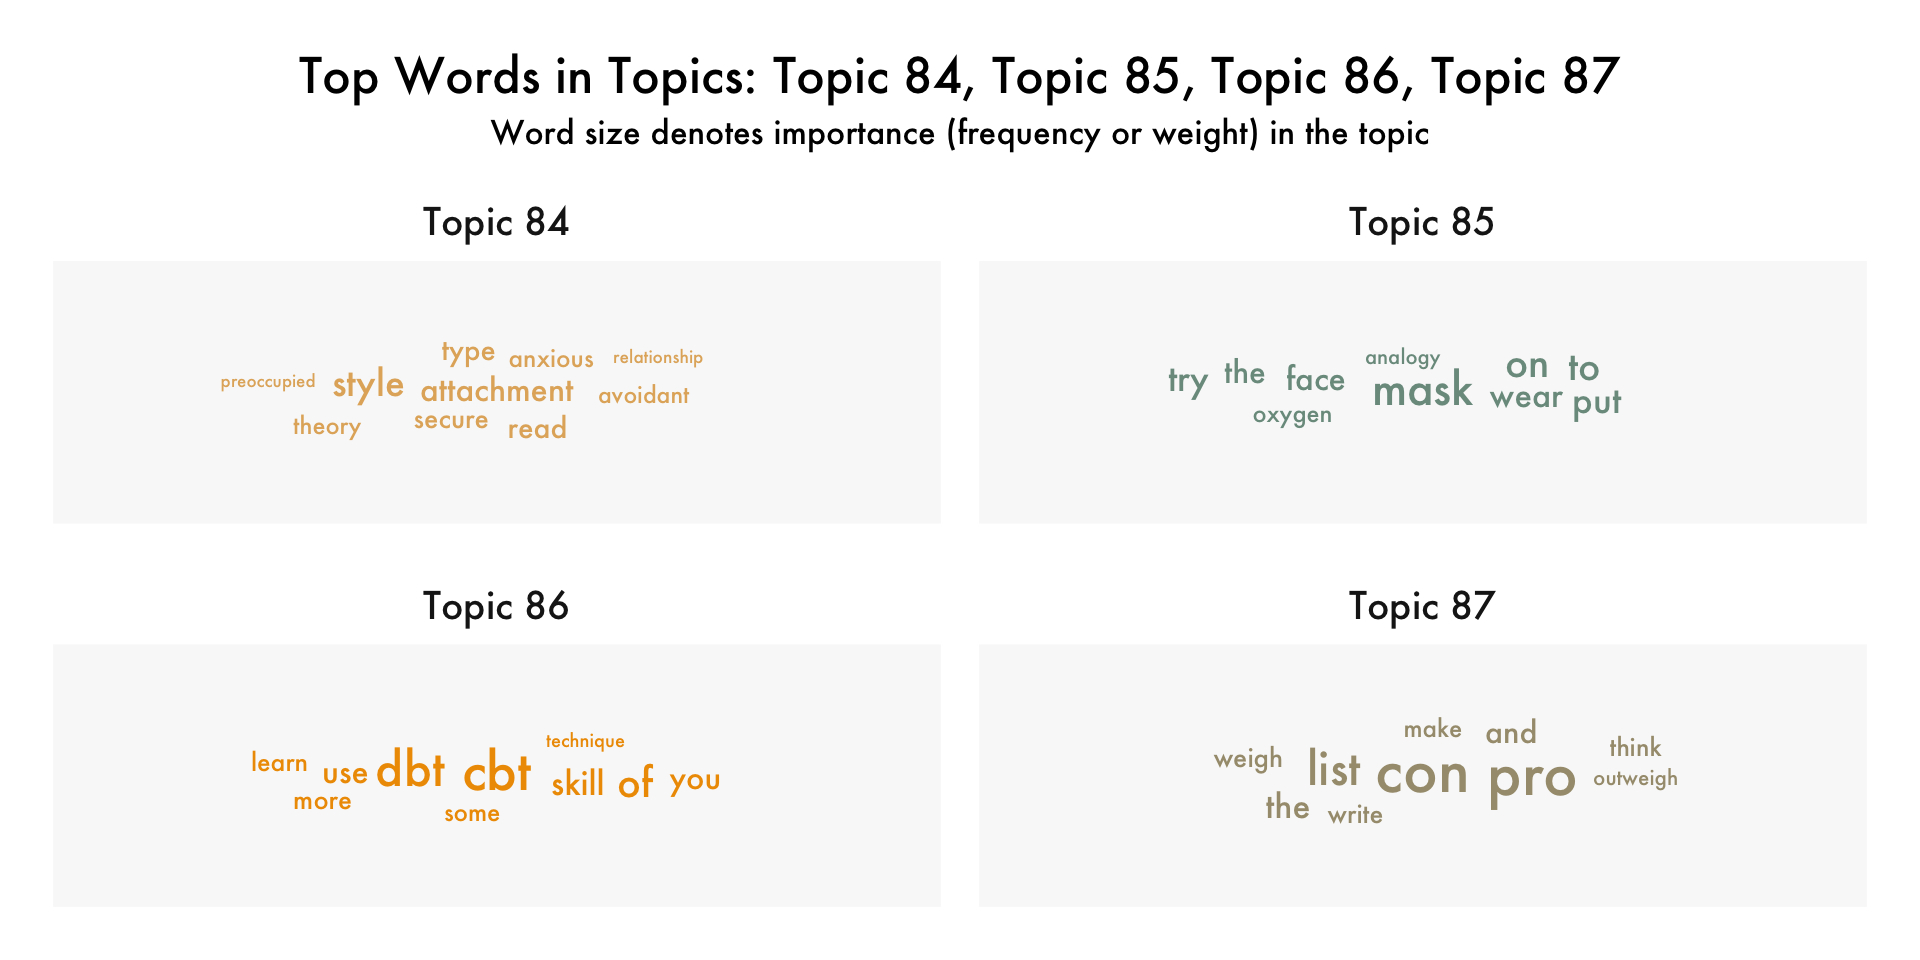 Top Words in Topics: Topic 84, Topic 85, Topic 86, Topic 87
Word size denotes importance (frequency or weight) in the topic
Topic 84
type anxious relationship
preoccupied style attachment avoidant
theory secure read
Topic 85
analogy on to
try the face mask wear put
oxygen
Topic 86
technique
learn use dbt cbt skill of you
more some
Topic 87
make and think
weigh list con pro outweigh
the write